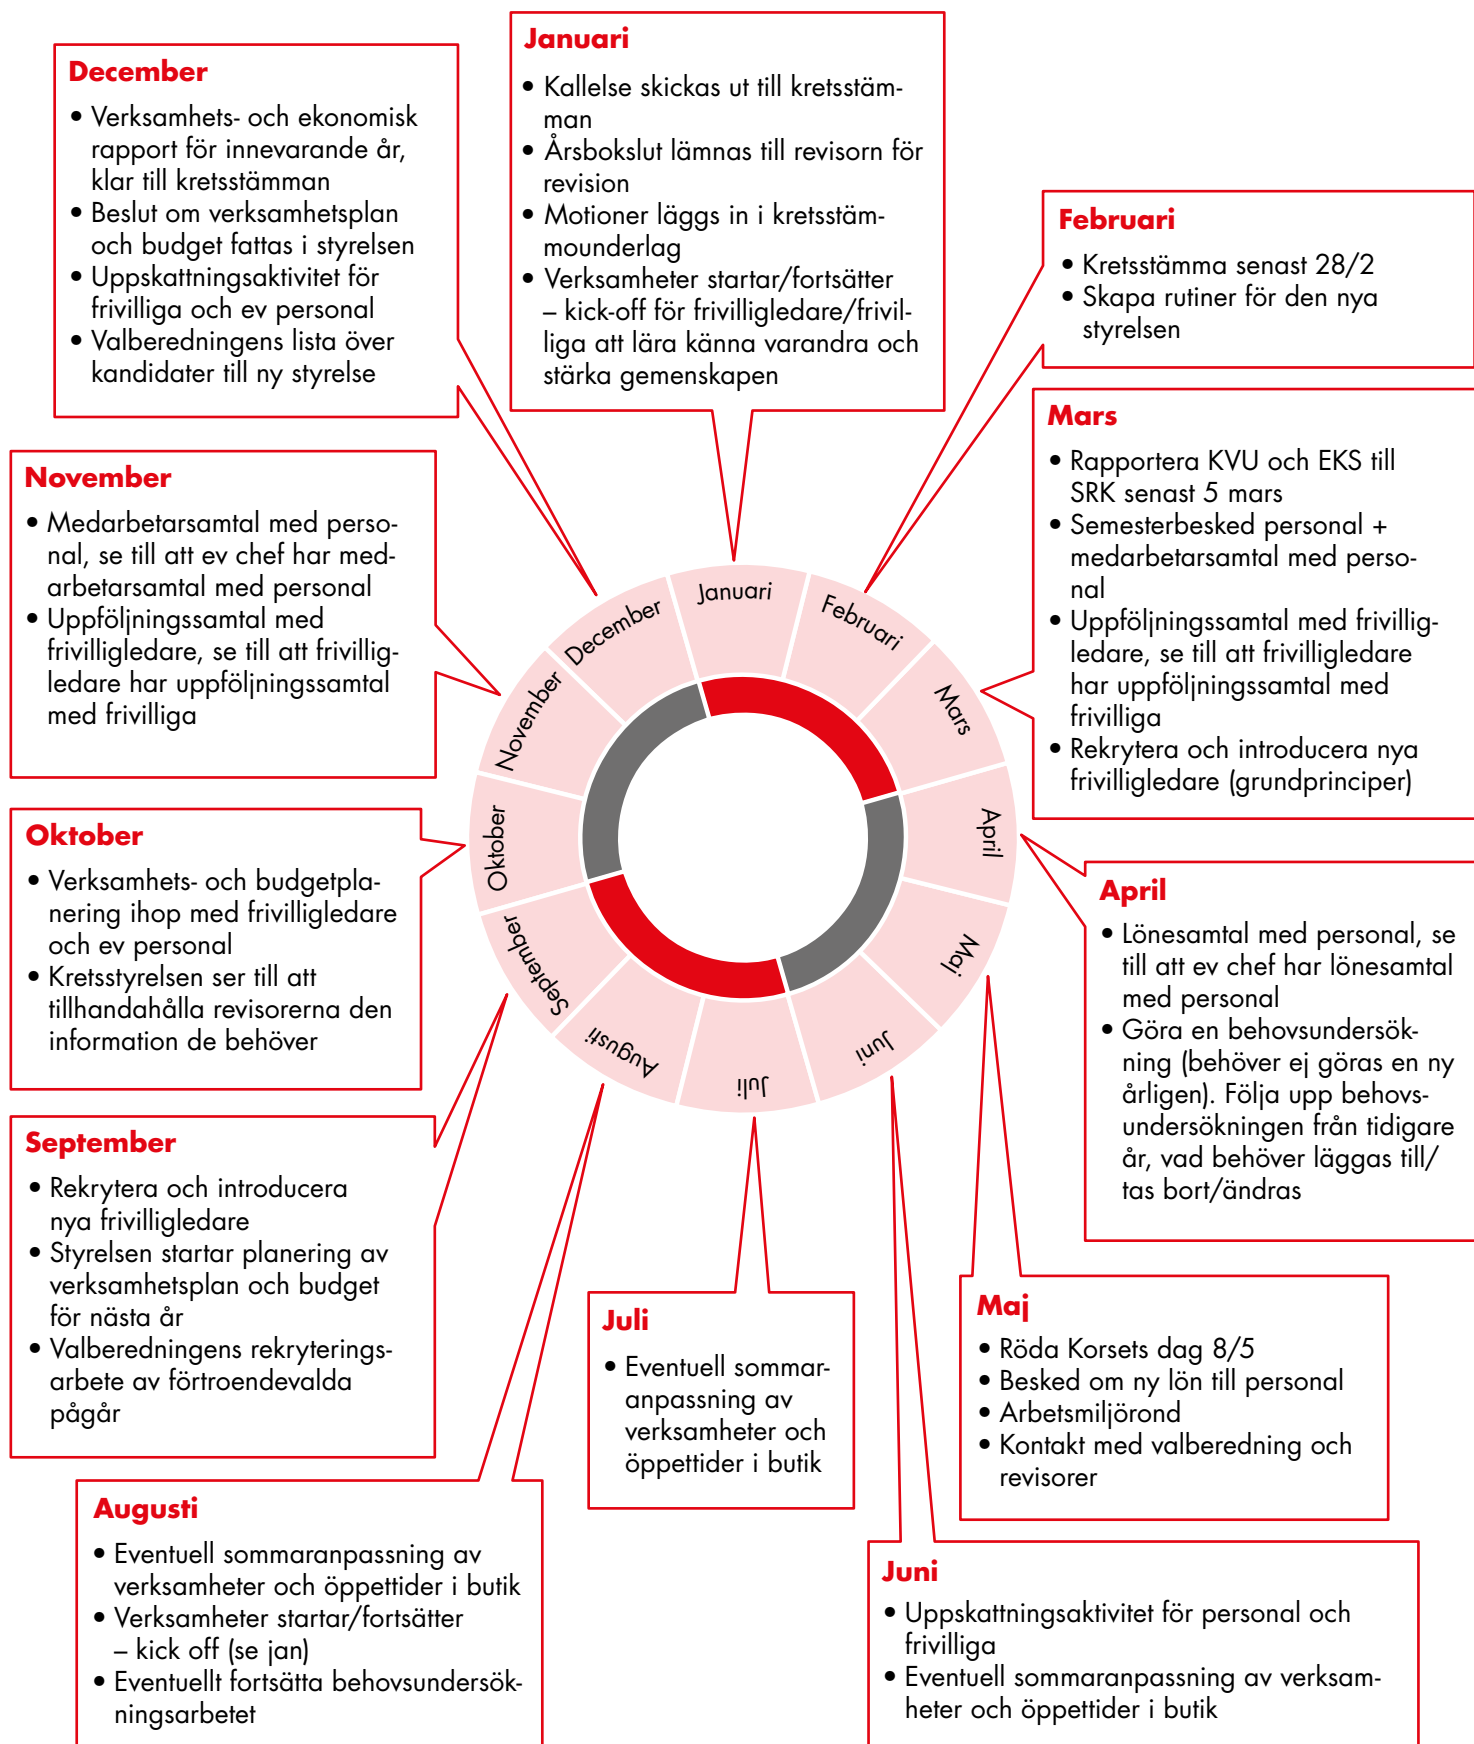 Januari
• Kallelse skickas ut till kretsstäm-
man
• Årsbokslut lämnas till revisorn för
revision
• Motioner läggs in i kretsstäm-
mounderlag
• Verksamheter startar/fortsätter
– kick-off för frivilligledare/frivil-
liga att lära känna varandra och
stärka gemenskapen
Februari
• Kretsstämma senast 28/2
• Skapa rutiner för den nya
styrelsen
Mars
• Rapportera KVU och EKS till
SRK senast 5 mars
• Semesterbesked personal +
medarbetarsamtal med perso-
nal
• Uppföljningssamtal med frivillig-
ledare, se till att frivilligledare
har uppföljningssamtal med
frivilliga
• Rekrytera och introducera nya
frivilligledare (grundprinciper)
April
• Lönesamtal med personal, se
till att ev chef har lönesamtal
med personal
• Göra en behovsundersök-
ning (behöver ej göras en ny
årligen). Följa upp behovs-
undersökningen från tidigare
år, vad behöver läggas till/
tas bort/ändras
Maj
• Röda Korsets dag 8/5
• Besked om ny lön till personal
• Arbetsmiljörond
• Kontakt med valberedning och
revisorer
Juni
• Uppskattningsaktivitet för personal och
frivilliga
• Eventuell sommaranpassning av verksam-
heter och öppettider i butik
Juli
• Eventuell sommar-
anpassning av
verksamheter och
öppettider i butik
Augusti
• Eventuell sommaranpassning av
verksamheter och öppettider i butik
• Verksamheter startar/fortsätter
– kick off (se jan)
• Eventuellt fortsätta behovsundersök-
ningsarbetet
September
• Rekrytera och introducera
nya frivilligledare
• Styrelsen startar planering av
verksamhetsplan och budget
för nästa år
• Valberedningens rekryterings-
arbete av förtroendevalda
pågår
Oktober
• Verksamhets- och budgetpla-
nering ihop med frivilligledare
och ev personal
• Kretsstyrelsen ser till att
tillhandahålla revisorerna den
information de behöver
November
• Medarbetarsamtal med perso-
nal, se till att ev chef har med-
arbetarsamtal med personal
• Uppföljningssamtal med
frivilligledare, se till att frivillig-
ledare har uppföljningssamtal
med frivilliga
December
• Verksamhets- och ekonomisk
rapport för innevarande år,
klar till kretsstämman
• Beslut om verksamhetsplan
och budget fattas i styrelsen
• Uppskattningsaktivitet för
frivilliga och ev personal
• Valberedningens lista över
kandidater till ny styrelse
Januari
Februari
Mars
April
Maj
Juni
Juli
Augusti
September
Oktober
November
December